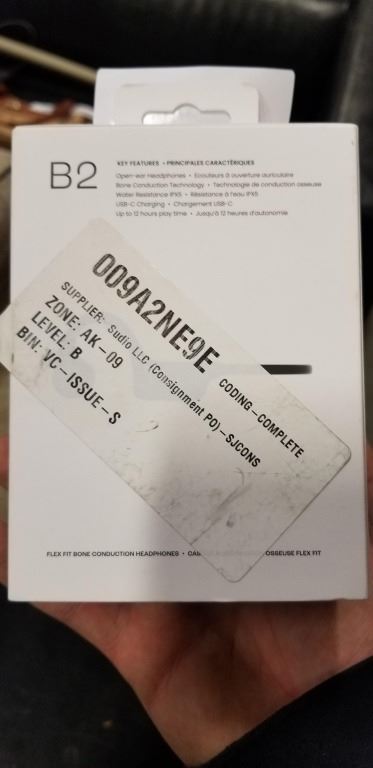 B2
KEY FEATURES • PRINCIPALES CARACTÉRIQUES
Open-ear Headphones • Écouteurs à ouverture auriculaire
Bone Conduction Technology • Technologie de conduction osseuse
Water Resistance IPX5 • Résistance à l'eau IPX5
USB-C Charging • Chargement USB-C
Up to 12 hours play time • Jusqu'à 12 heures d'autonomie
009A2NE9E
CODING-COMPLETE
SUPPLIER: Sudio LLC (Consignment PO)-SJCONS
ZONE: AK-09
LEVEL: B
BIN: VC-ISSUE-S
FLEX FIT BONE CONDUCTION HEADPHONES • OSSEUSE FLEX FIT